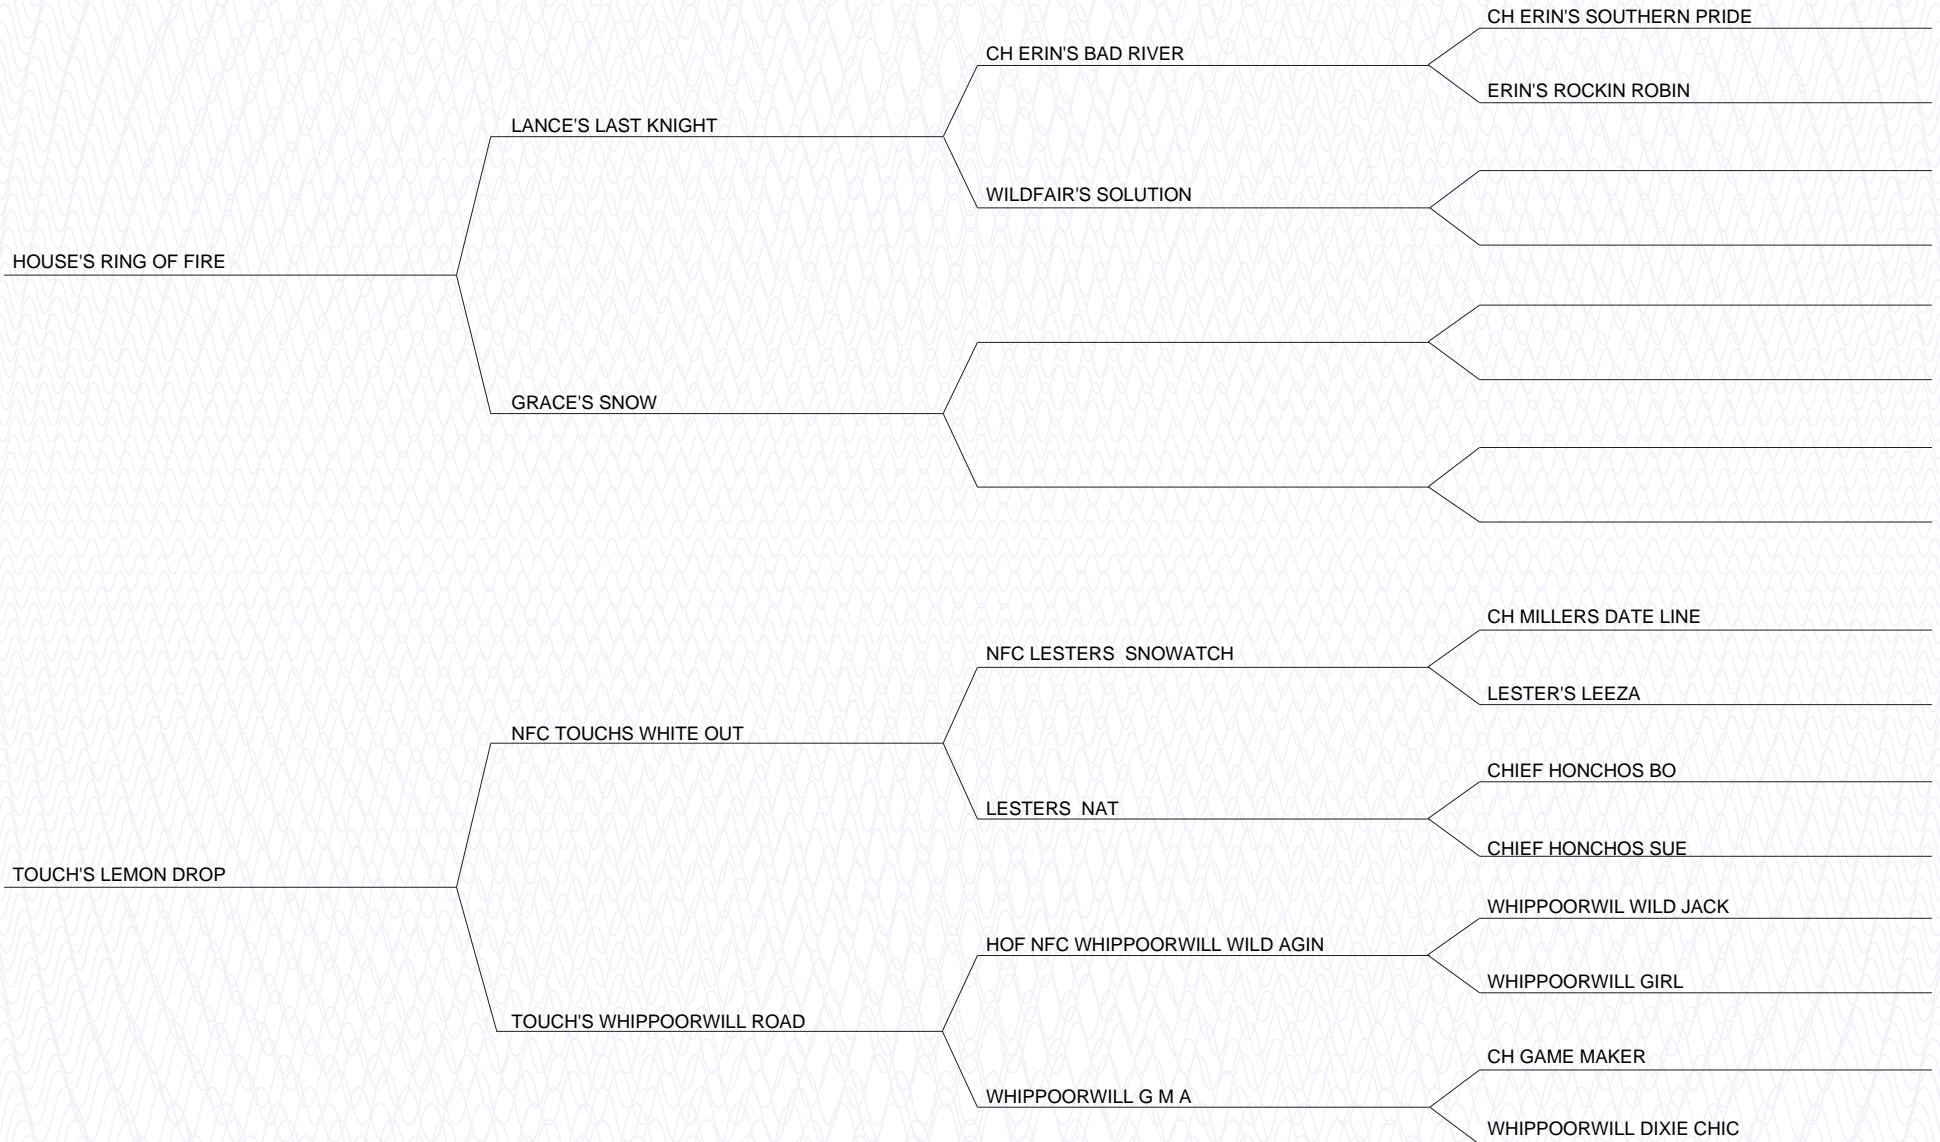 CH ERIN'S SOUTHERN PRIDE
CH ERIN'S BAD RIVER
ERIN'S ROCKIN ROBIN
LANCE'S LAST KNIGHT
WILDFAIR'S SOLUTION
HOUSE'S RING OF FIRE
GRACE'S SNOW
CH MILLERS DATE LINE
NFC LESTERS  SNOWATCH
LESTER'S LEEZA
NFC TOUCHS WHITE OUT
CHIEF HONCHOS BO
LESTERS  NAT
CHIEF HONCHOS SUE
TOUCH'S LEMON DROP
WHIPPOORWIL WILD JACK
HOF NFC WHIPPOORWILL WILD AGIN
WHIPPOORWILL GIRL
TOUCH'S WHIPPOORWILL ROAD
CH GAME MAKER
WHIPPOORWILL G M A
WHIPPOORWILL DIXIE CHIC